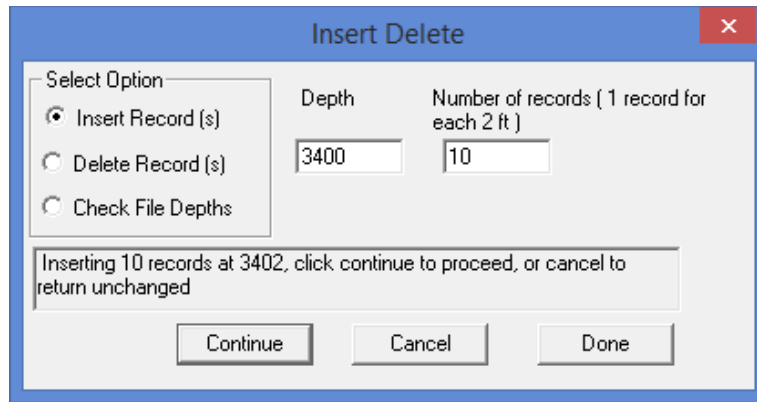 Insert Delete
x
Select Option
Insert Record (s)
Delete Record (s)
Check File Depths
Depth
3400
Number of records ( 1 record for
each 2 ft )
10
Inserting 10 records at 3402, click continue to proceed, or cancel to
return unchanged
Continue
Cancel
Done